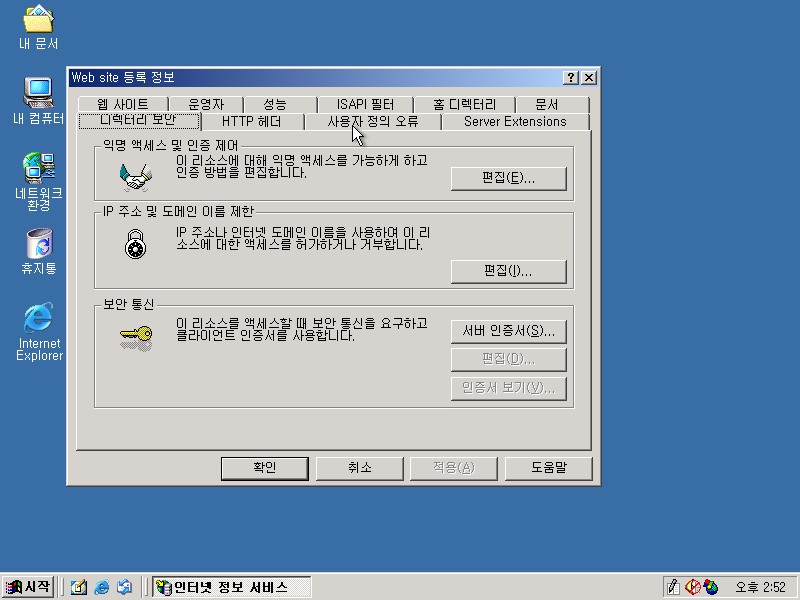 내 문서
내 컴퓨터
네트워크
환경
휴지통
Internet
Explorer
Web site 등록 정보
웹 사이트
운영자
성능
ISAPI 필터
홈 디렉터리
문서
디렉터리 보안
HTTP 헤더
사용자 정의 오류
Server Extensions
익명 액세스 및 인증 제어
이 리소스에 대해 익명 액세스를 가능하게 하고
인증 방법을 편집합니다.
편집(E)...
IP 주소 및 도메인 이름 제한
IP 주소나 인터넷 도메인 이름을 사용하여 이 리
소스에 대한 액세스를 허가하거나 거부합니다.
편집(I)...
보안 통신
이 리소스를 액세스할 때 보안 통신을 요구하고
클라이언트 인증서를 사용합니다.
서버 인증서(S)...
편집(D)...
인증서 보기(V)...
확인
취소
적용(A)
도움말
시작
인터넷 정보 서비스
오후 2:52